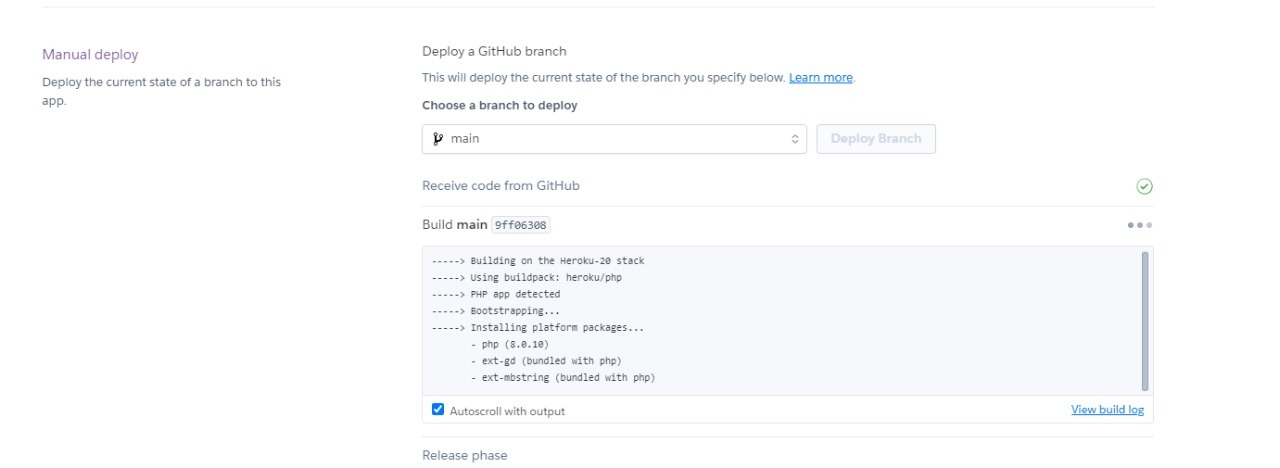 Manual deploy
Deploy the current state of a branch to this
app.
Deploy a GitHub branch
This will deploy the current state of the branch you specify below. Learn more.
Choose a branch to deploy
main
Deploy Branch
Receive code from GitHub
Build main 9ff06308
-----> Building on the Heroku-20 stack
-----> Using buildpack: heroku/php
-----> PHP app detected
-----> Bootstrapping...
-----> Installing platform packages...
- php (8.0.10)
- ext-gd (bundled with php)
- ext-mbstring (bundled with php)
Autoscroll with output
View build log
Release phase